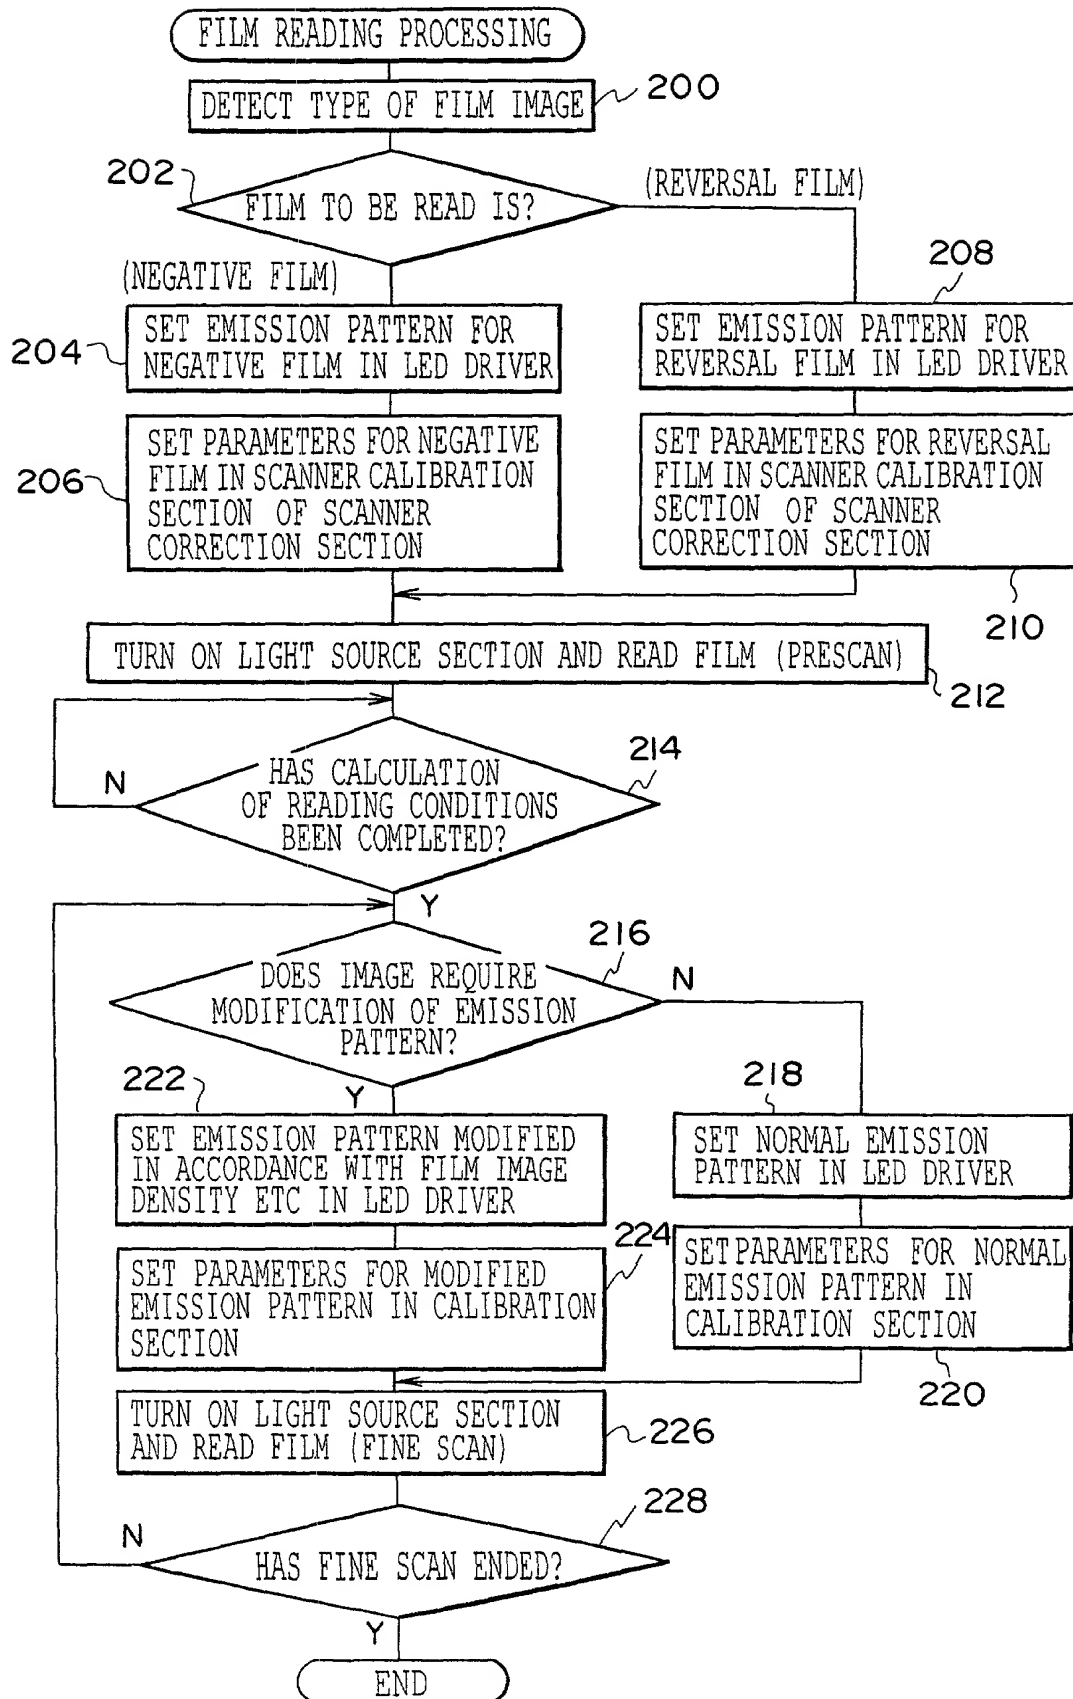 FILM READING PROCESSING
DETECT TYPE OF FILM IMAGE
200
202
FILM TO BE READ IS?
(REVERSAL FILM)
(NEGATIVE FILM)
204
SET EMISSION PATTERN FOR
NEGATIVE FILM IN LED DRIVER
208
SET EMISSION PATTERN FOR
REVERSAL FILM IN LED DRIVER
206
SET PARAMETERS FOR NEGATIVE
FILM IN SCANNER CALIBRATION
SECTION OF SCANNER
CORRECTION SECTION
SET PARAMETERS FOR REVERSAL
FILM IN SCANNER CALIBRATION
SECTION OF SCANNER
CORRECTION SECTION
210
TURN ON LIGHT SOURCE SECTION AND READ FILM (PRESCAN)
212
214
N
HAS CALCULATION
OF READING CONDITIONS
BEEN COMPLETED?
Y
216
DOES IMAGE REQUIRE
MODIFICATION OF EMISSION
PATTERN?
N
Y
222
SET EMISSION PATTERN MODIFIED
IN ACCORDANCE WITH FILM IMAGE
DENSITY ETC IN LED DRIVER
218
SET NORMAL EMISSION
PATTERN IN LED DRIVER
224
SET PARAMETERS FOR MODIFIED
EMISSION PATTERN IN CALIBRATION
SECTION
SET PARAMETERS FOR NORMAL
EMISSION PATTERN IN
CALIBRATION SECTION
220
TURN ON LIGHT SOURCE SECTION
AND READ FILM (FINE SCAN)
226
228
N
HAS FINE SCAN ENDED?
Y
END